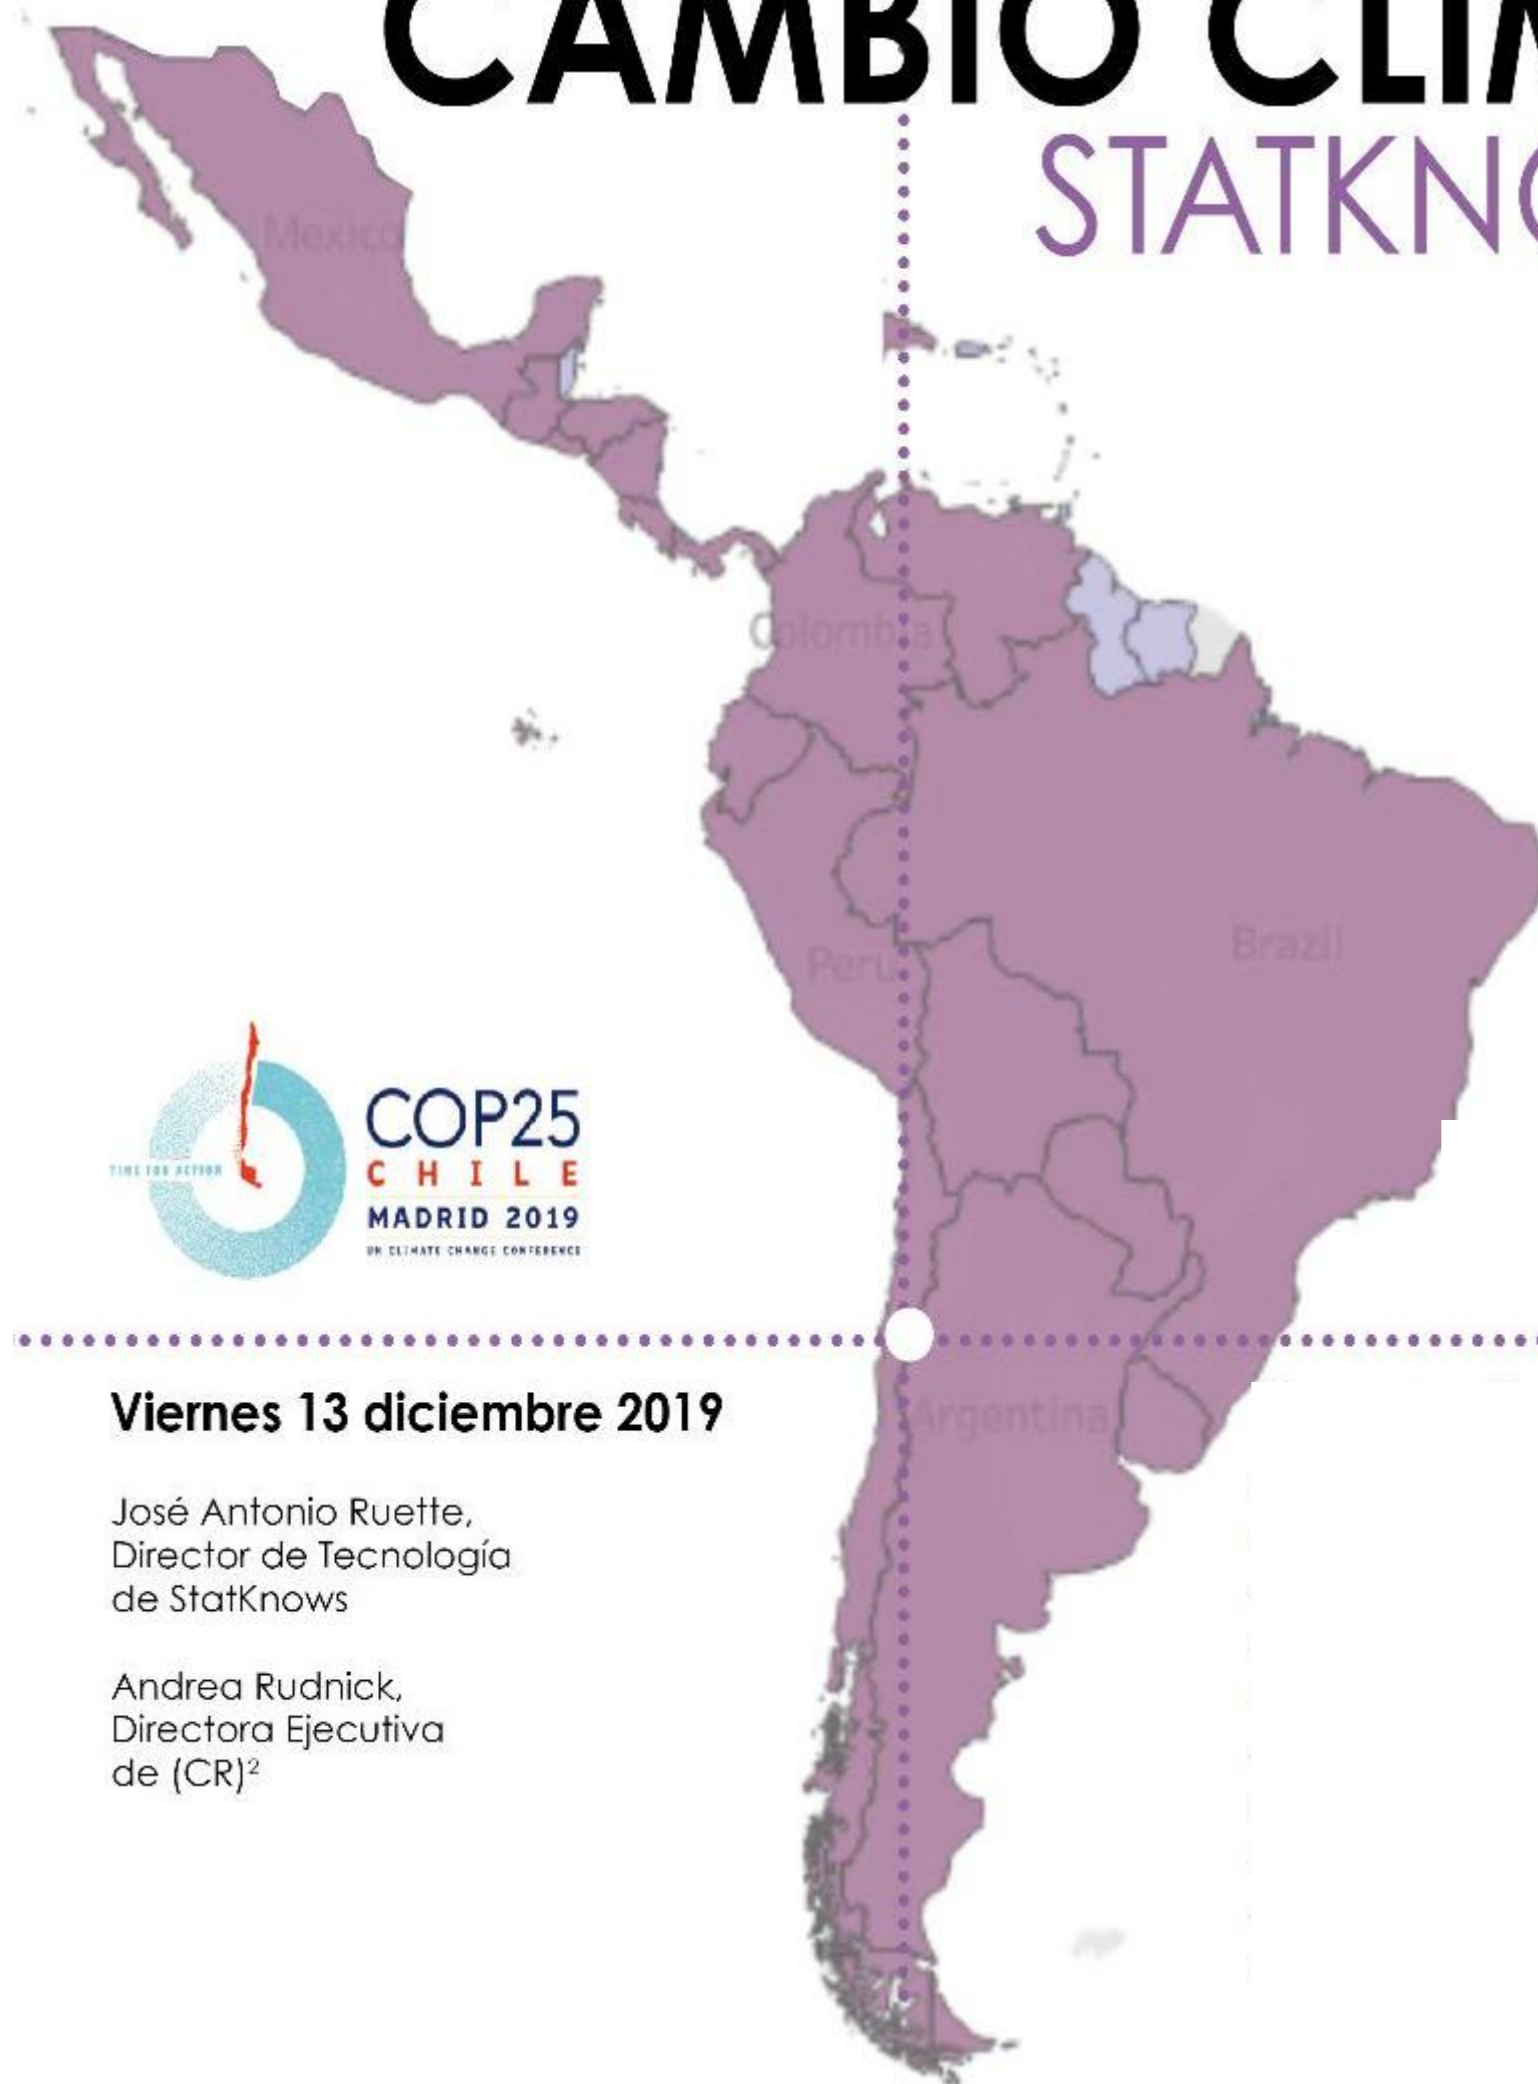 CAMBIO CLIM
STATKNO
Mexico
Colombia
Peru
Brazil
TIME FOR ACTION
COP25
CHILE
MADRID 2019
UN CLIMATE CHANGE CONFERENCE
Argentina
Viernes 13 diciembre 2019
José Antonio Ruette,
Director de Tecnología
de StatKnows
Andrea Rudnick,
Directora Ejecutiva
de (CR)²